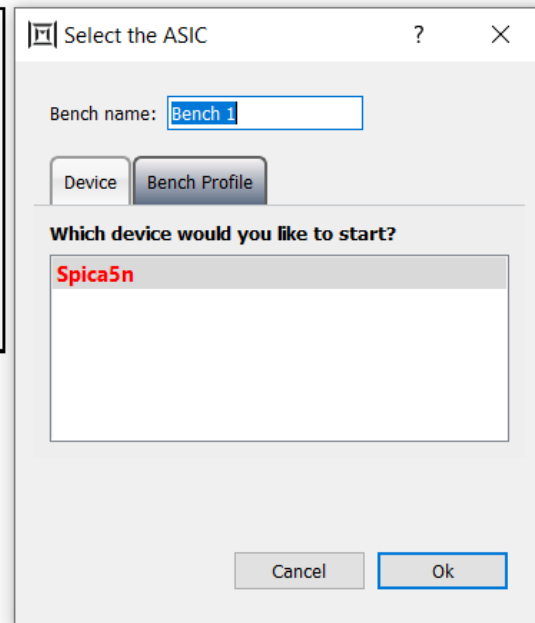 Select the ASIC ?
Bench name: Bench 1
Device Bench Profile
Which device would you like to start?
Spica5n
Cancel Ok